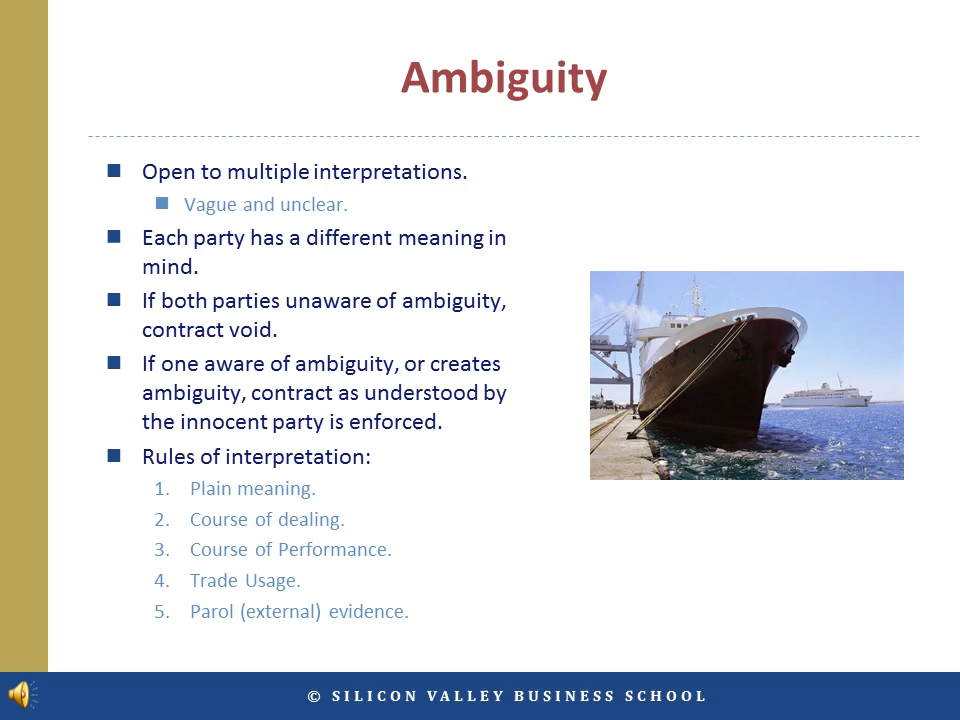 Ambiguity
Open to multiple interpretations.
Vague and unclear.
Each party has a different meaning in
mind.
If both parties unaware of ambiguity,
contract void.
If one aware of ambiguity, or creates
ambiguity, contract as understood by
the innocent party is enforced.
Rules of interpretation:
1. Plain meaning.
2. Course of dealing.
3. Course of Performance.
4. Trade Usage.
5. Parol (external) evidence.
© SILICON VALLEY BUSINESS SCHOOL